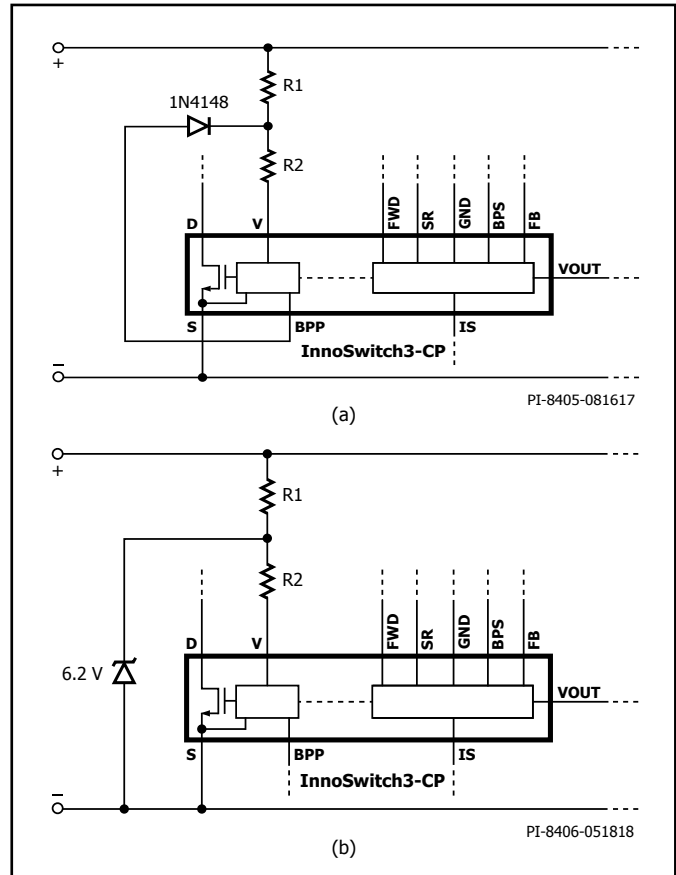 +
R1
1N4148
R2
D
V
FWD
SR
GND
BPS
FB
VOUT
S
BPP
IS
InnoSwitch3-CP
–
PI-8405-081617
(a)
+
R1
R2
D
V
FWD
SR
GND
BPS
FB
6.2 V
VOUT
S
BPP
IS
InnoSwitch3-CP
–
PI-8406-051818
(b)